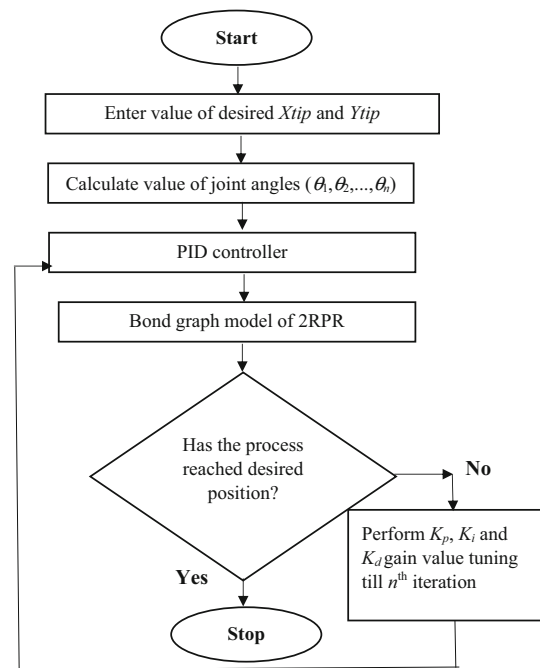 Start
Enter value of desired Xtip and Ytip
Calculate value of joint angles (θ1,θ2,...,θn)
PID controller
Bond graph model of 2RPR
Has the process
reached desired
position?
No
Perform Kp, Ki and
Kd gain value tuning
till nth iteration
Yes
Stop